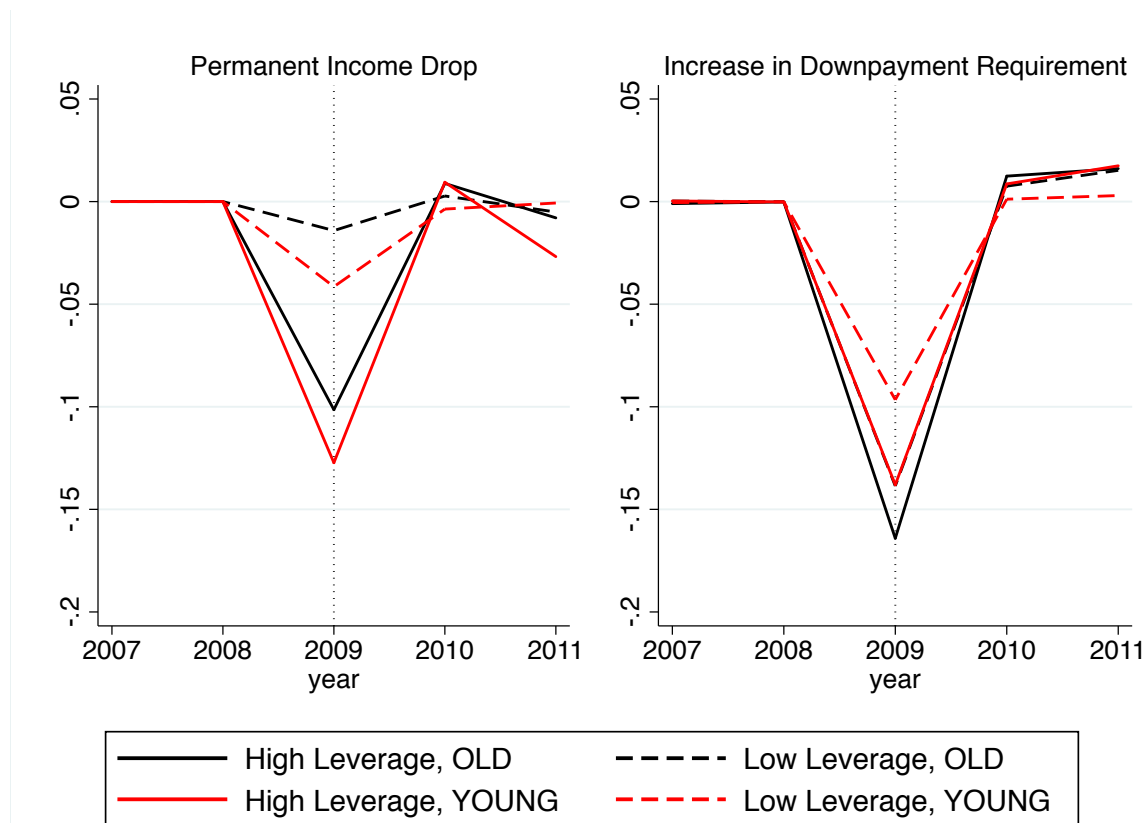 Permanent Income Drop
.05
0
-.05
-.1
-.15
-.2
2007 2008 2009 2010 2011
year
Increase in Downpayment Requirement
.05
0
-.05
-.1
-.15
-.2
2007 2008 2009 2010 2011
year
High Leverage, OLD
Low Leverage, OLD
High Leverage, YOUNG
Low Leverage, YOUNG